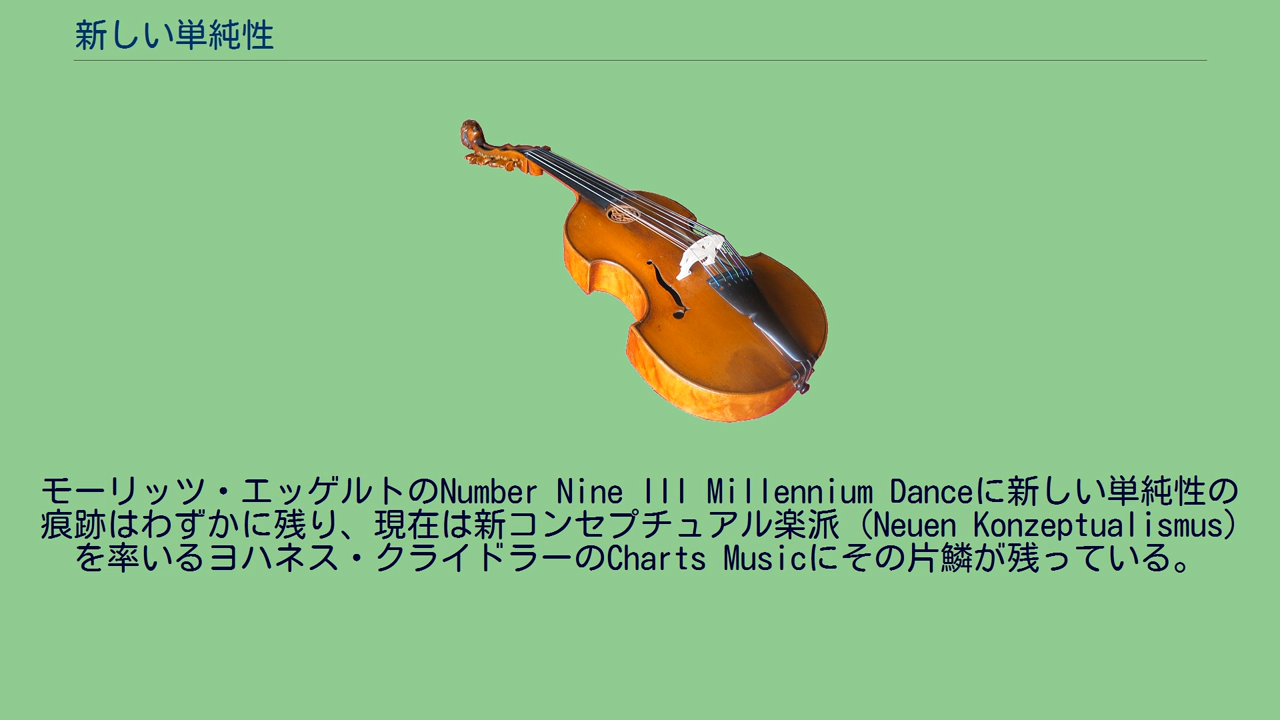 新しい単純性
モーリッツ・エッゲルトのNumber Nine III Millennium Danceに新しい単純性の
痕跡はわずかに残り、現在は新コンセプチュアル楽派（Neuen Konzeptualismus）
を率いるヨハネス・クライドラーのCharts Musicにその片鱗が残っている。